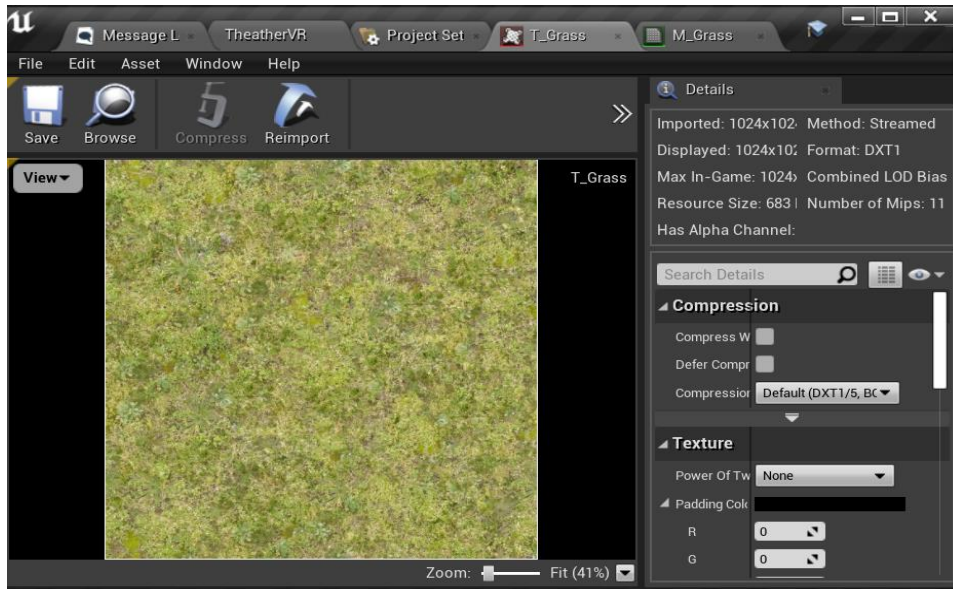 Message L TheatherVR Project Set T_Grass M_Grass
File Edit Asset Window Help
Save Browse Compress Reimport
View T_Grass
Zoom: Fit (41%)
Details
Imported: 1024x102 Method: Streamed
Displayed: 1024x102 Format: DXT1
Max In-Game: 1024x Combined LOD Bias
Resource Size: 683 Number of Mips: 11
Has Alpha Channel:
Search Details
Compression
Compress W
Defer Compr
Compression Default (DXT1/5, BC
Texture
Power Of Tw None
Padding Colo
R 0
G 0